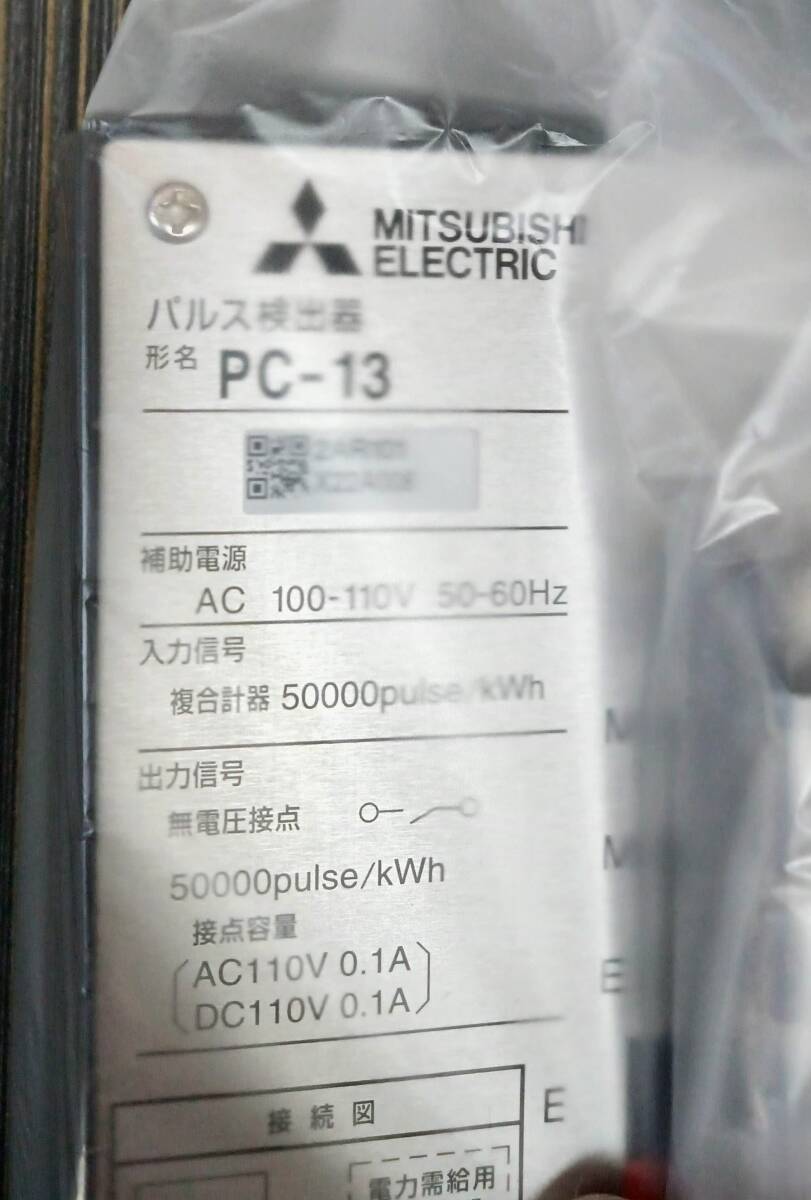 MITSUBISHI
ELECTRIC
パルス検出器
形名 PC-13
補助電源
AC 100-110V 50-60Hz
入力信号
複合計器 50000pulse/kWh
出力信号
無電圧接点
50000pulse/kWh
接点容量
AC110V 0.1A
DC110V 0.1A
接続図
E
電力需給用
M
M
E